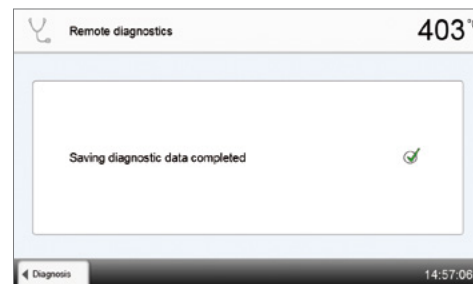 Remote diagnostics
403 °
Saving diagnostic data completed
Diagnosis
14:57:06